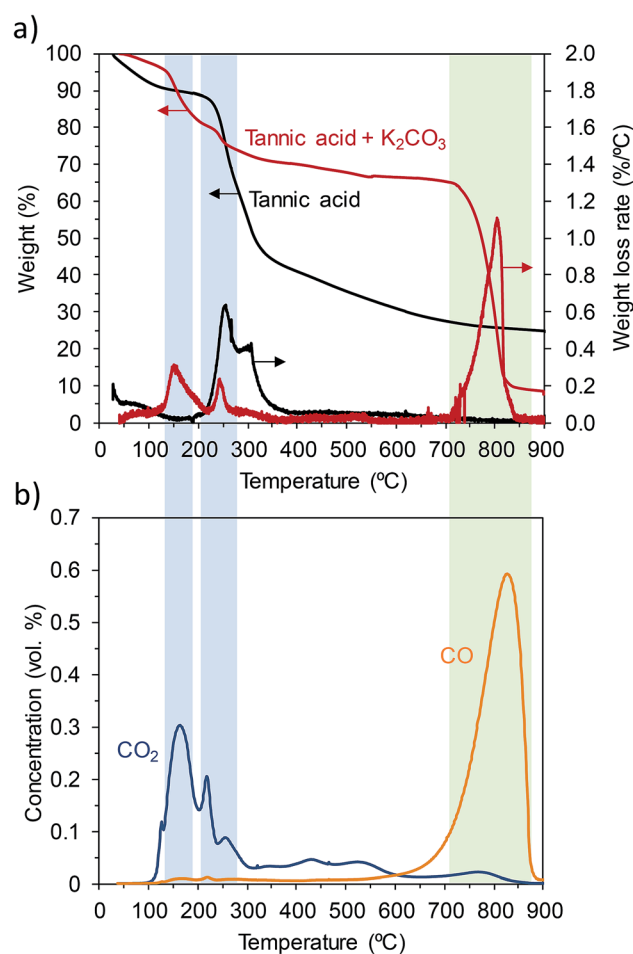 a)
100
90
80
70
60
50
40
30
20
10
0
Weight (%)
2.0
1.8
1.6
1.4
1.2
1.0
0.8
0.6
0.4
0.2
0.0
Weight loss rate (%/ºC)
Tannic acid + K₂CO₃
Tannic acid
0 100 200 300 400 500 600 700 800 900
Temperature (ºC)
b)
0.7
0.6
0.5
0.4
0.3
0.2
0.1
0
Concentration (vol. %)
CO
CO₂
0 100 200 300 400 500 600 700 800 900
Temperature (ºC)